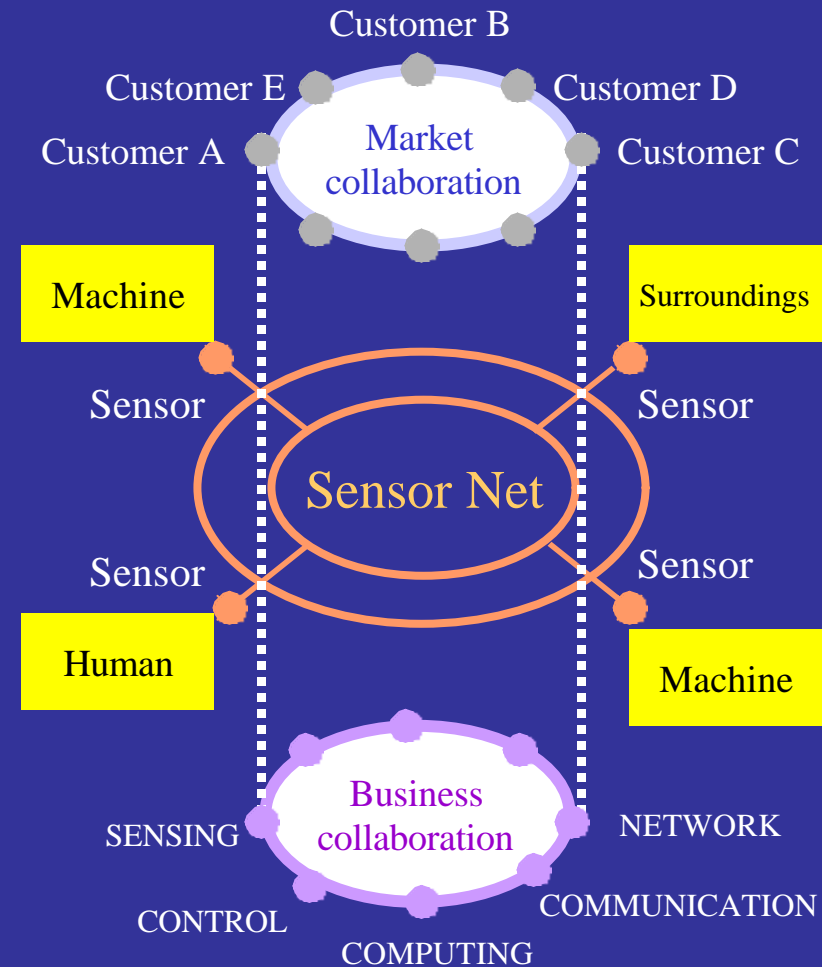 Customer B
Customer E
Customer D
Customer A
Market
collaboration
Customer C
Machine
Surroundings
Sensor
Sensor
Sensor Net
Sensor
Sensor
Human
Machine
Business
collaboration
SENSING
NETWORK
CONTROL
COMMUNICATION
COMPUTING